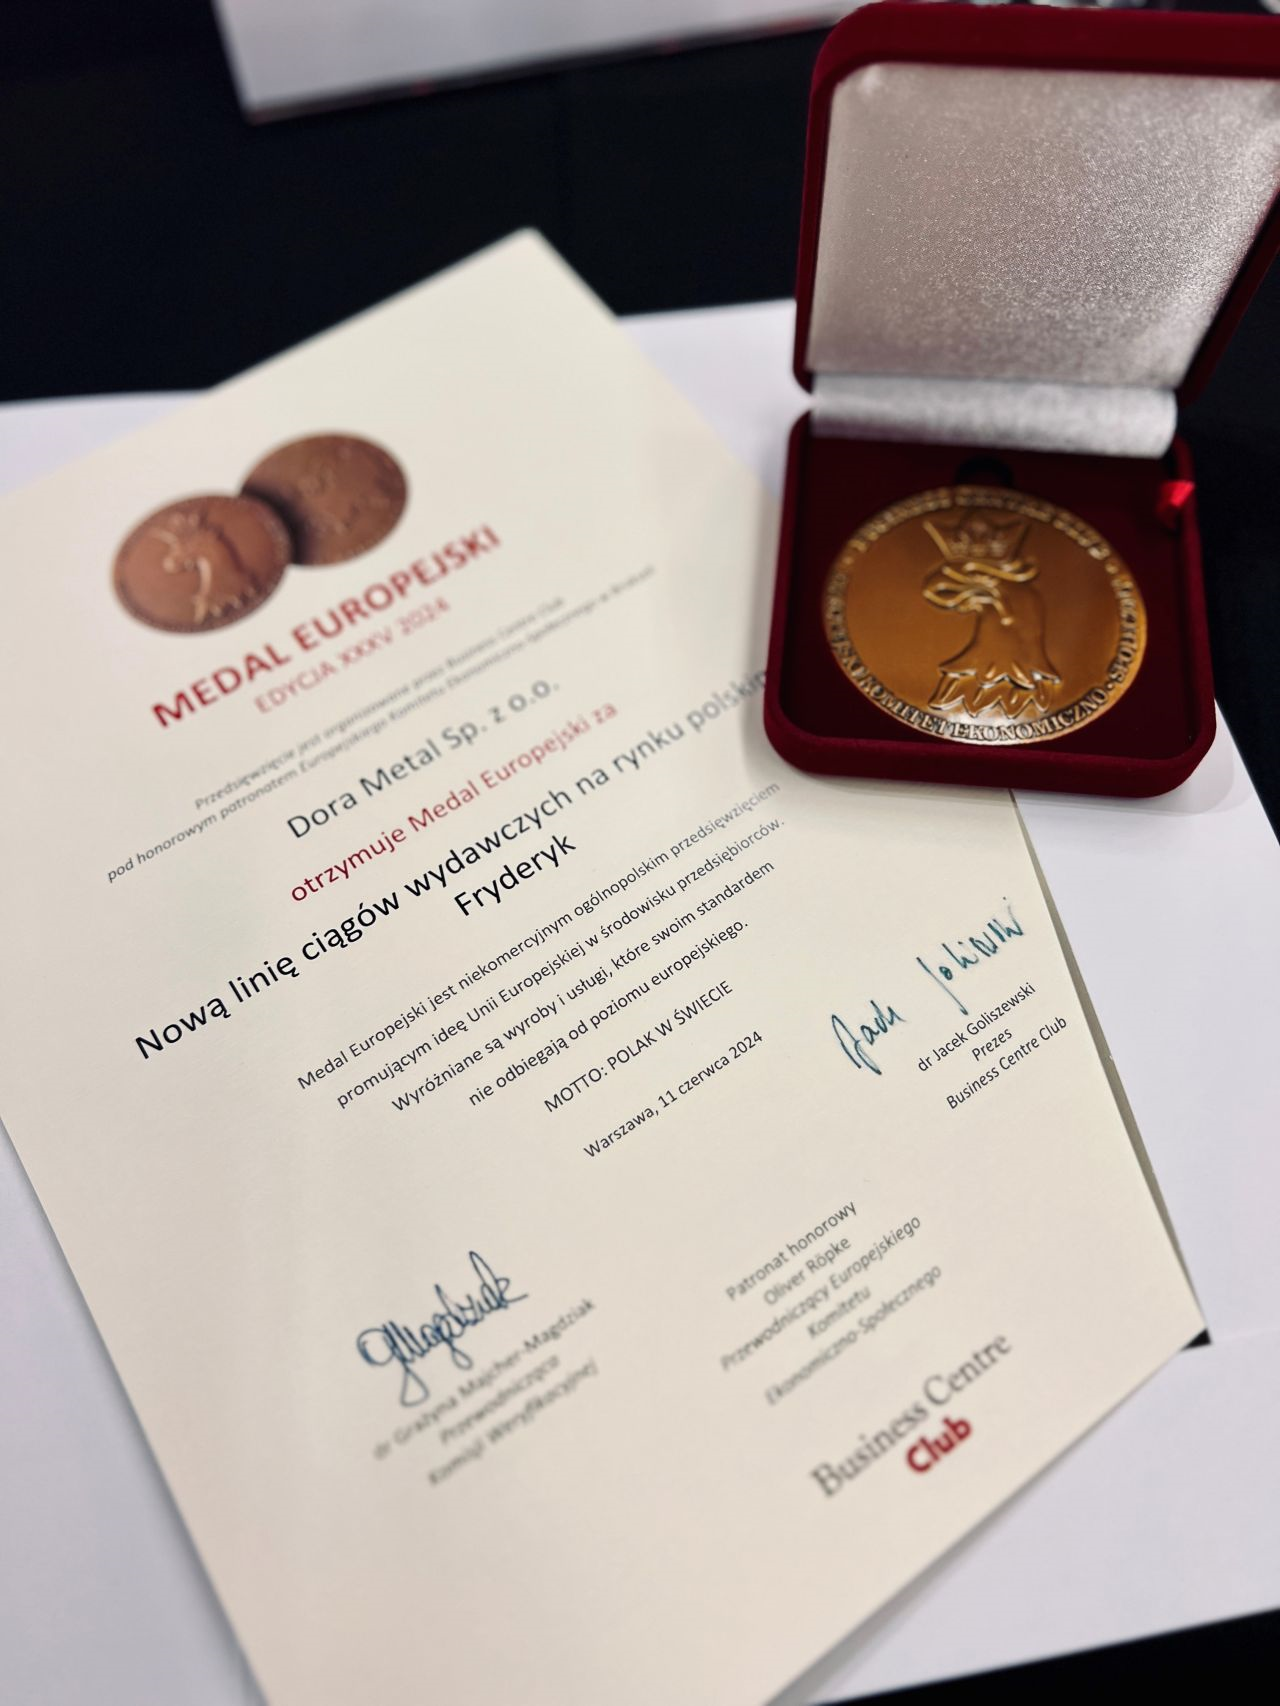 MEDAL EUROPEJSKI
EDYCJA XXXV 2024
Przedsięwzięcie jest organizowane przez Business Centre Club
pod honorowym patronatem Europejskiego Komitetu Ekonomiczno-Społecznego w Brukseli
Dora Metal Sp. z o.o.
otrzymuje Medal Europejski za
Nową linię ciągów wydawczych na rynku polskim
Fryderyk
Medal Europejski jest niekomercyjnym ogólnopolskim przedsięwzięciem
promującym ideę Unii Europejskiej w środowisku przedsiębiorców.
Wyróżniane są wyroby i usługi, które swoim standardem
nie odbiegają od poziomu europejskiego.
MOTTO: POLAK W ŚWIECIE
Warszawa, 11 czerwca 2024
dr Jacek Goliszewski
Prezes
Business Centre Club
dr Grażyna Majcher-Magdziak
Przewodnicząca
Komisji Weryfikacyjnej
Patronat honorowy
Oliver Röpke
Przewodniczący Europejskiego
Komitetu
Ekonomiczno-Społecznego
Business Centre
Club
KOMITET EKONOMICZNO-SPOŁ